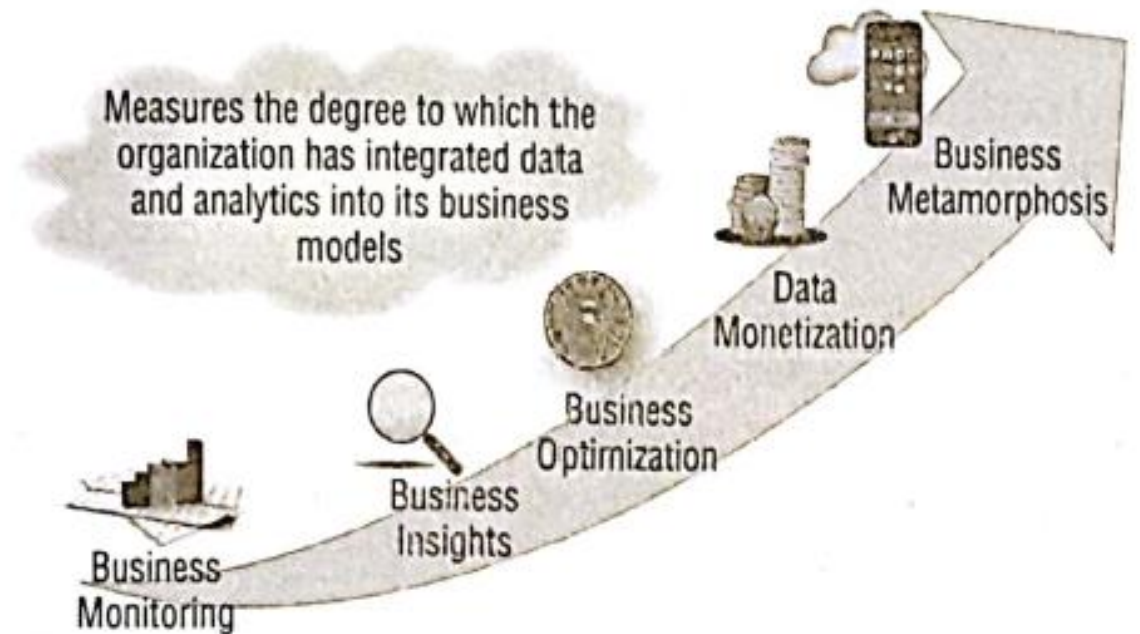 Measures the degree to which the
organization has integrated data
and analytics into its business
models
Business
Metamorphosis
Data
Monetization
Business
Optimization
Business
Insights
Business
Monitoring